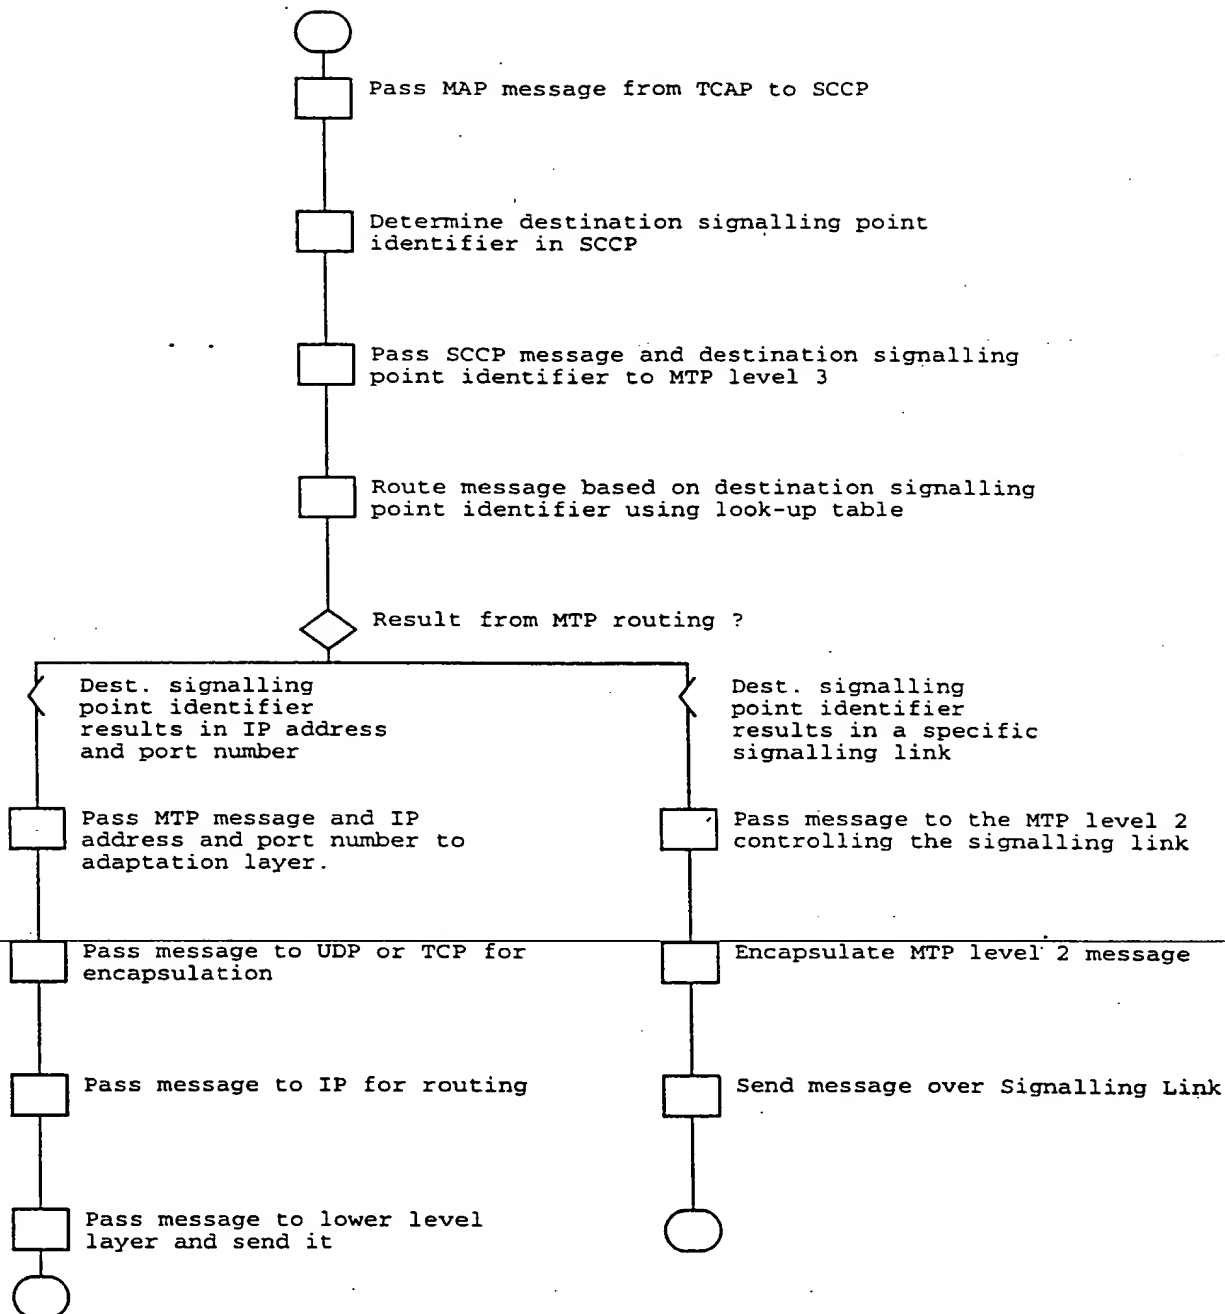 Pass MAP message from TCAP to SCCP
Determine destination signalling point
identifier in SCCP
Pass SCCP message and destination signalling
point identifier to MTP level 3
Route message based on destination signalling
point identifier using look-up table
Result from MTP routing ?
Dest. signalling
point identifier
results in IP address
and port number
Pass MTP message and IP
address and port number to
adaptation layer.
Pass message to UDP or TCP for
encapsulation
Pass message to IP for routing
Pass message to lower level
layer and send it
Dest. signalling
point identifier
results in a specific
signalling link
Pass message to the MTP level 2
controlling the signalling link
Encapsulate MTP level 2 message
Send message over Signalling Link